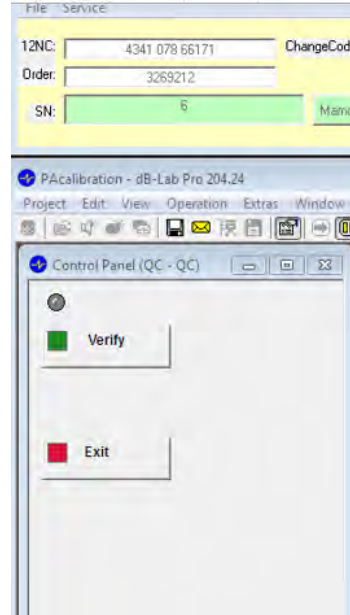 File Service
12NC: 4341 078 66171 ChangeCod
Order: 3269212
SN: 6 Mamo
PAcalibration - dB-Lab Pro 204.24
Project Edit View Operation Extras Window
Control Panel (QC - QC)
Verify
Exit